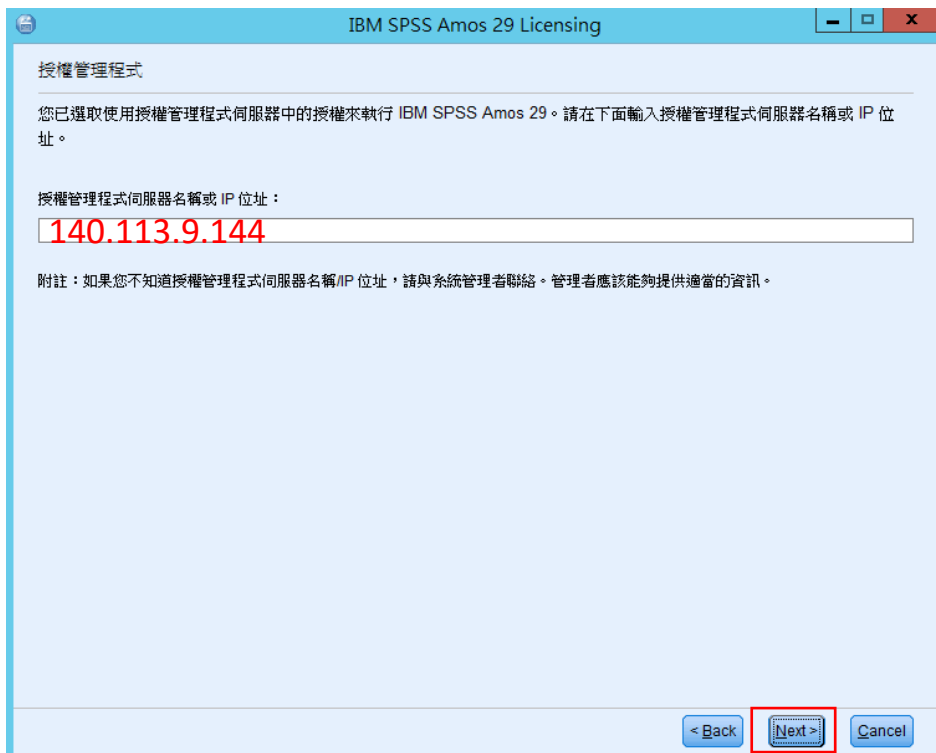 IBM SPSS Amos 29 Licensing
授權管理程式
您已選取使用授權管理程式伺服器中的授權來執行 IBM SPSS Amos 29。請在下面輸入授權管理程式伺服器名稱或 IP 位
址。
授權管理程式伺服器名稱或 IP 位址：
140.113.9.144
附註：如果您不知道授權管理程式伺服器名稱/IP 位址，請與系統管理者聯絡。管理者應該能夠提供適當的資訊。
< Back Next > Cancel